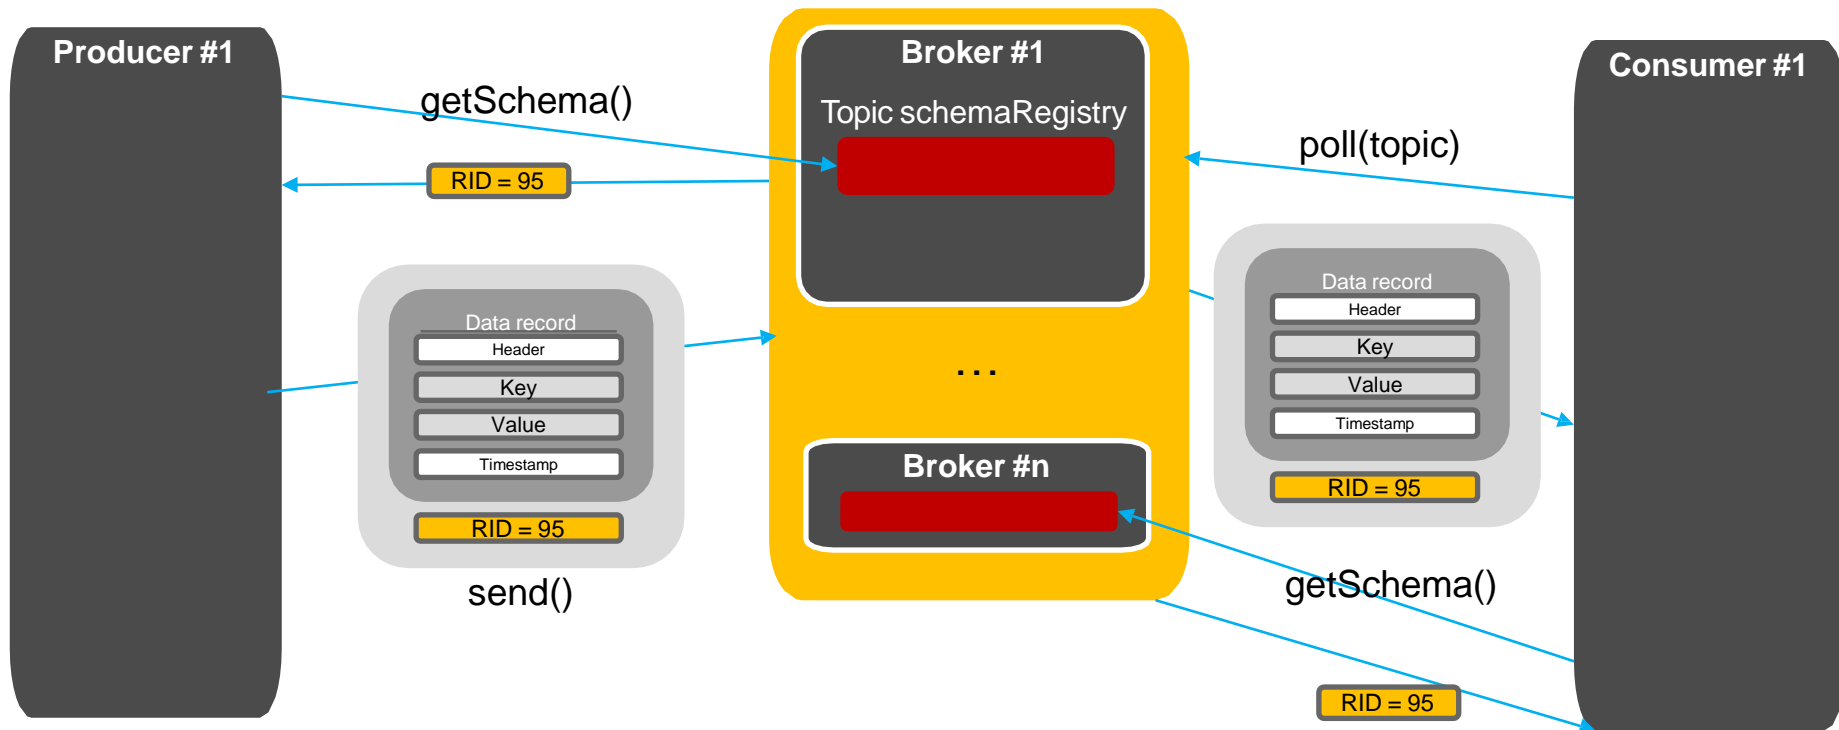 Producer #1
getSchema()
RID = 95
Data record
Header
Key
Value
Timestamp
RID = 95
send()
Broker #1
Topic schemaRegistry
...
Broker #n
Consumer #1
poll(topic)
Data record
Header
Key
Value
Timestamp
RID = 95
getSchema()
RID = 95